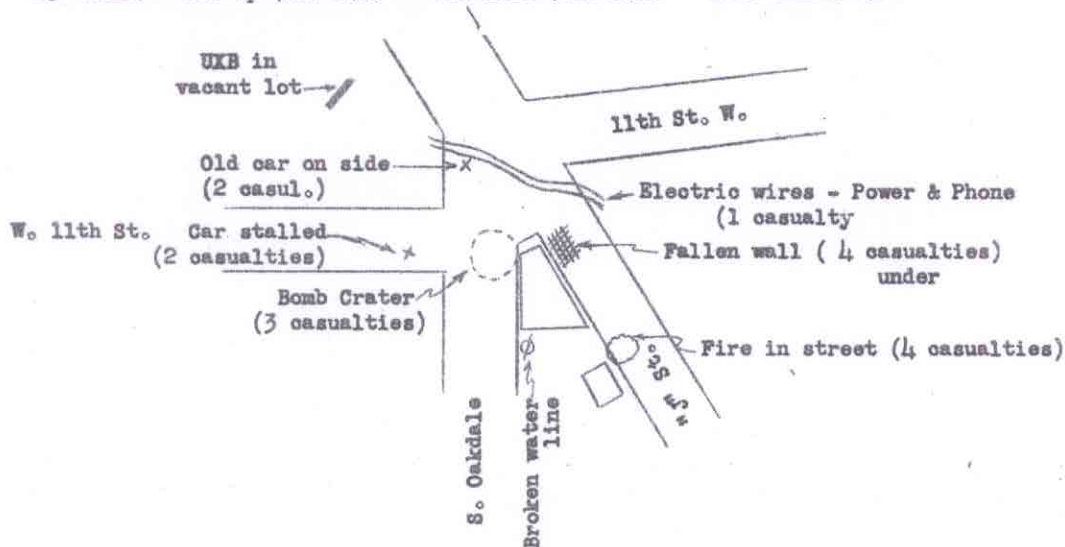 UXB in
vacant lot
11th St. W.
Old car on side
(2 casul.)
Electric wires - Power & Phone
(1 casualty
W. 11th St.
Car stalled
(2 casualties)
Fallen wall ( 4 casualties)
under
Bomb Crater
(3 casualties)
Fire in street (4 casualties)
"J" St.
S. Oakdale
Broken water
line